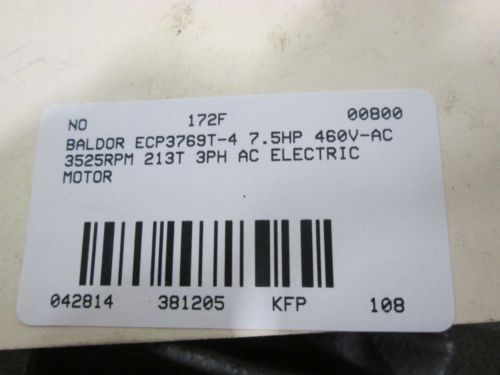 NO 172F 00800
BALDOR ECP3769T-4 7.5HP 460V-AC
3525RPM 213T 3PH AC ELECTRIC
MOTOR
042814 381205 KFP 108